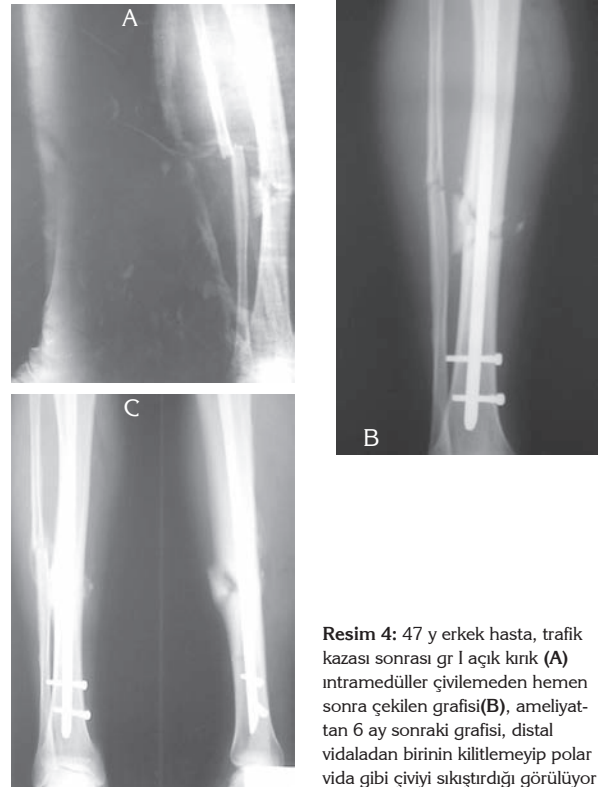 A
B
C
Resim 4: 47 y erkek hasta, trafik
kazası sonrası gr I açık kırık (A)
ıntramedüller çivilemeden hemen
sonra çekilen grafisi(B), ameliyat-
tan 6 ay sonraki grafisi, distal
vidaladan birinin kilitlemeyip polar
vida gibi çiviyi sıkıştırdığı görülüyor